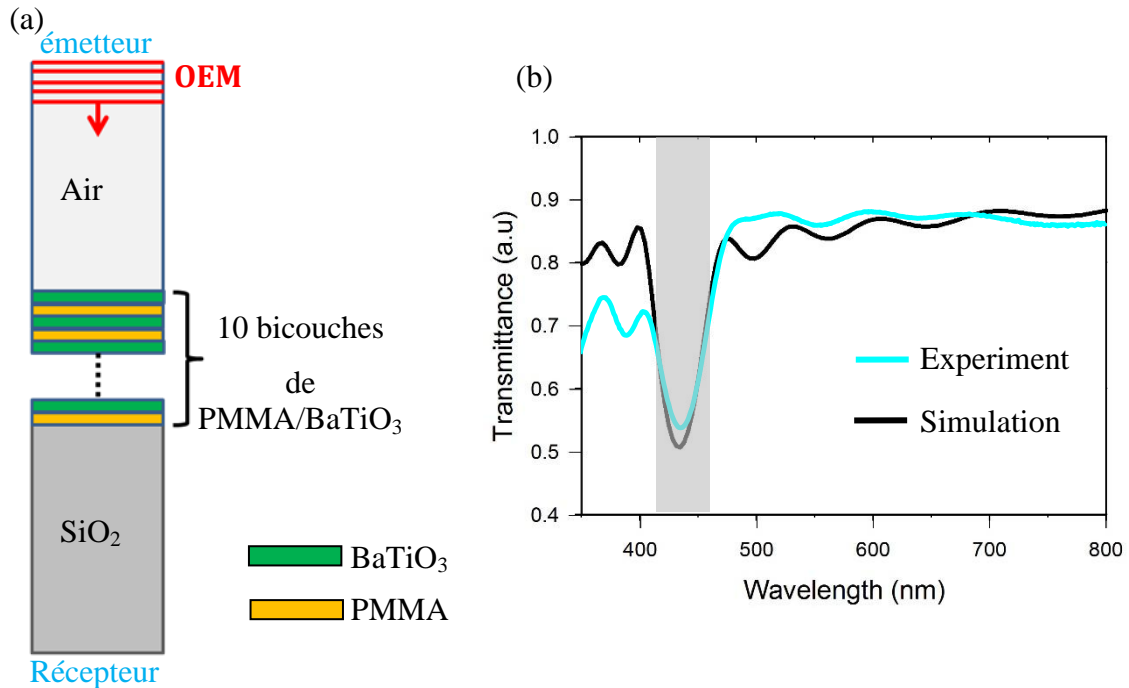 (a)
émetteur
OEM
Air
10 bicouches
de
PMMA/BaTiO₃
SiO₂
BaTiO₃
PMMA
Récepteur
(b)
1.0
0.9
0.8
0.7
0.6
0.5
0.4
Transmittance (a.u)
Experiment
Simulation
400 500 600 700 800
Wavelength (nm)